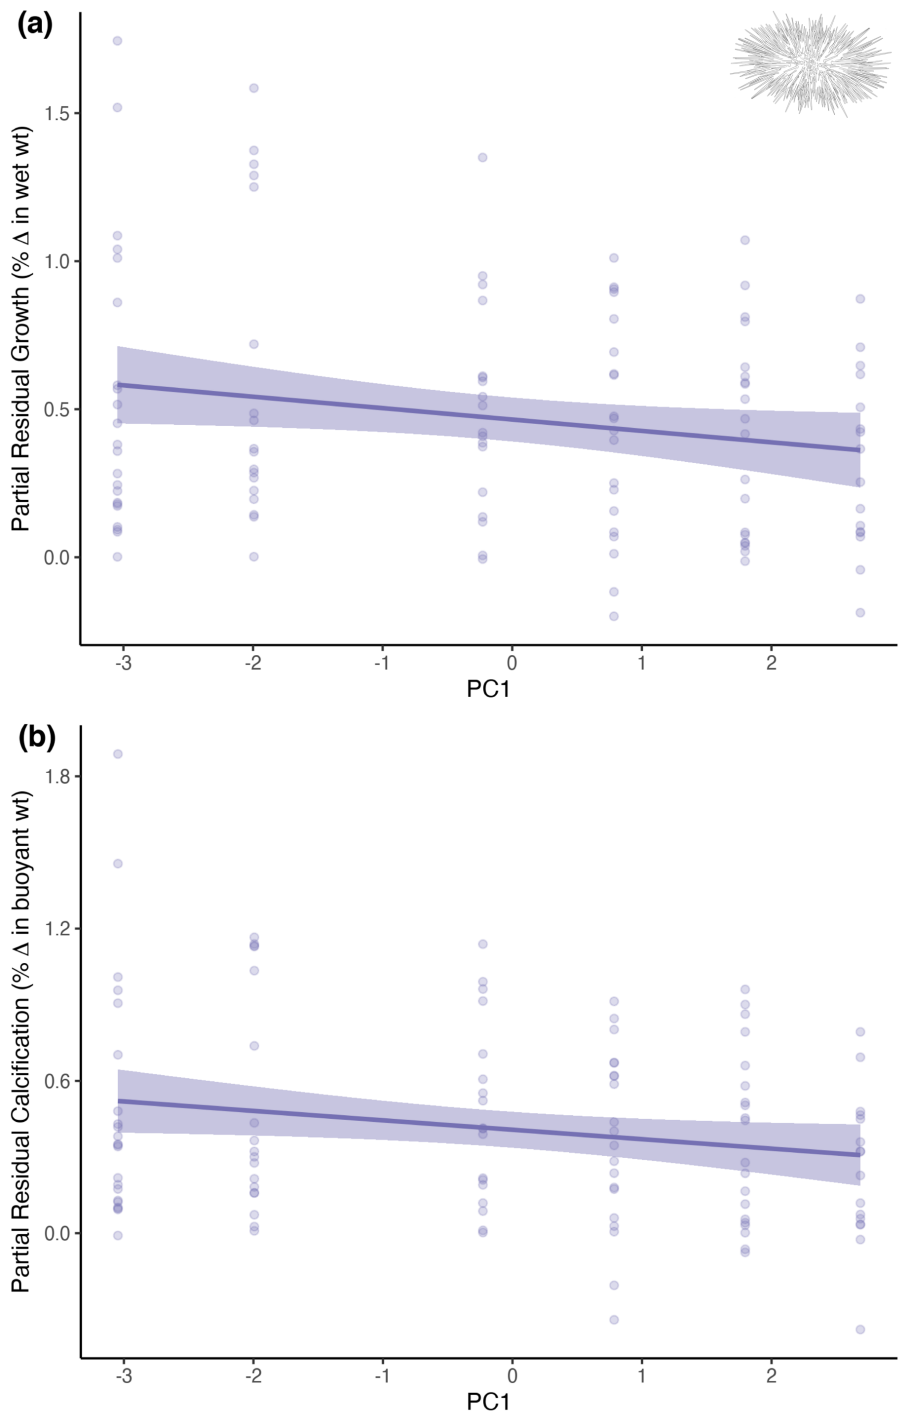 (a)
Partial Residual Growth (% Δ in wet wt)
1.5
1.0
0.5
0.0
-3 -2 -1 0 1 2
PC1
(b)
Partial Residual Calcification (% Δ in buoyant wt)
1.8
1.2
0.6
0.0
-3 -2 -1 0 1 2
PC1